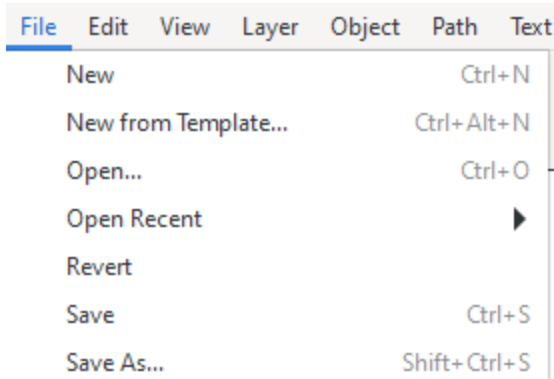 File Edit View Layer Object Path Text
New Ctrl+N
New from Template... Ctrl+Alt+N
Open... Ctrl+O
Open Recent
Revert
Save Ctrl+S
Save As... Shift+Ctrl+S